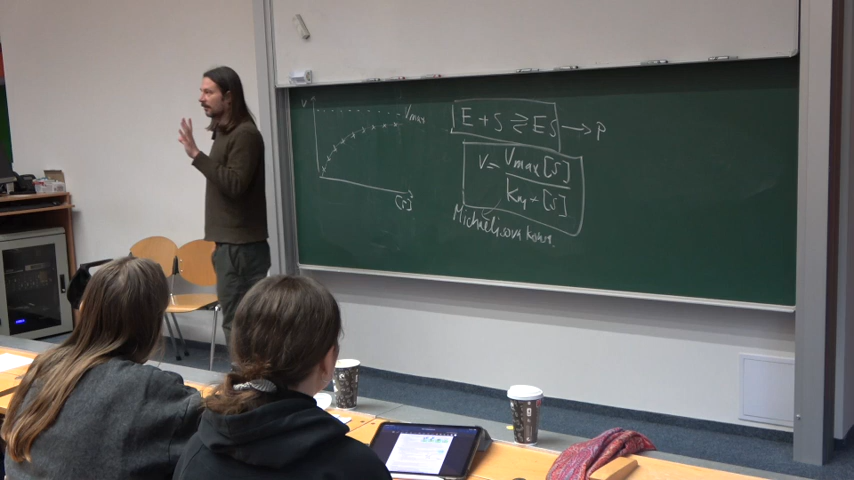 v
Vmax
[S]
E + S ⇄ ES → P
v = Vmax [S] / KM + [S]
Michaelisova konst.